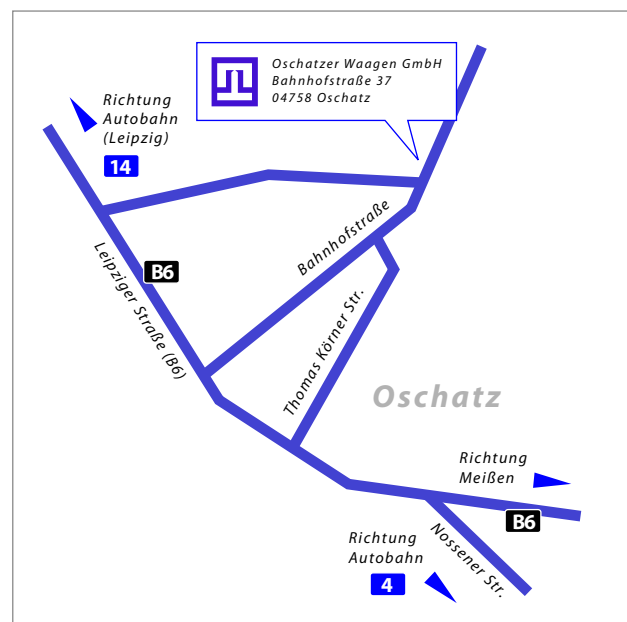 Oschatzer Waagen GmbH
Bahnhofstraße 37
04758 Oschatz
Richtung
Autobahn
(Leipzig)
14
Bahnhofstraße
B6
Leipziger Straße (B6)
Thomas Körner Str.
Oschatz
Richtung
Meißen
B6
Richtung
Autobahn
4
Nossener Str.